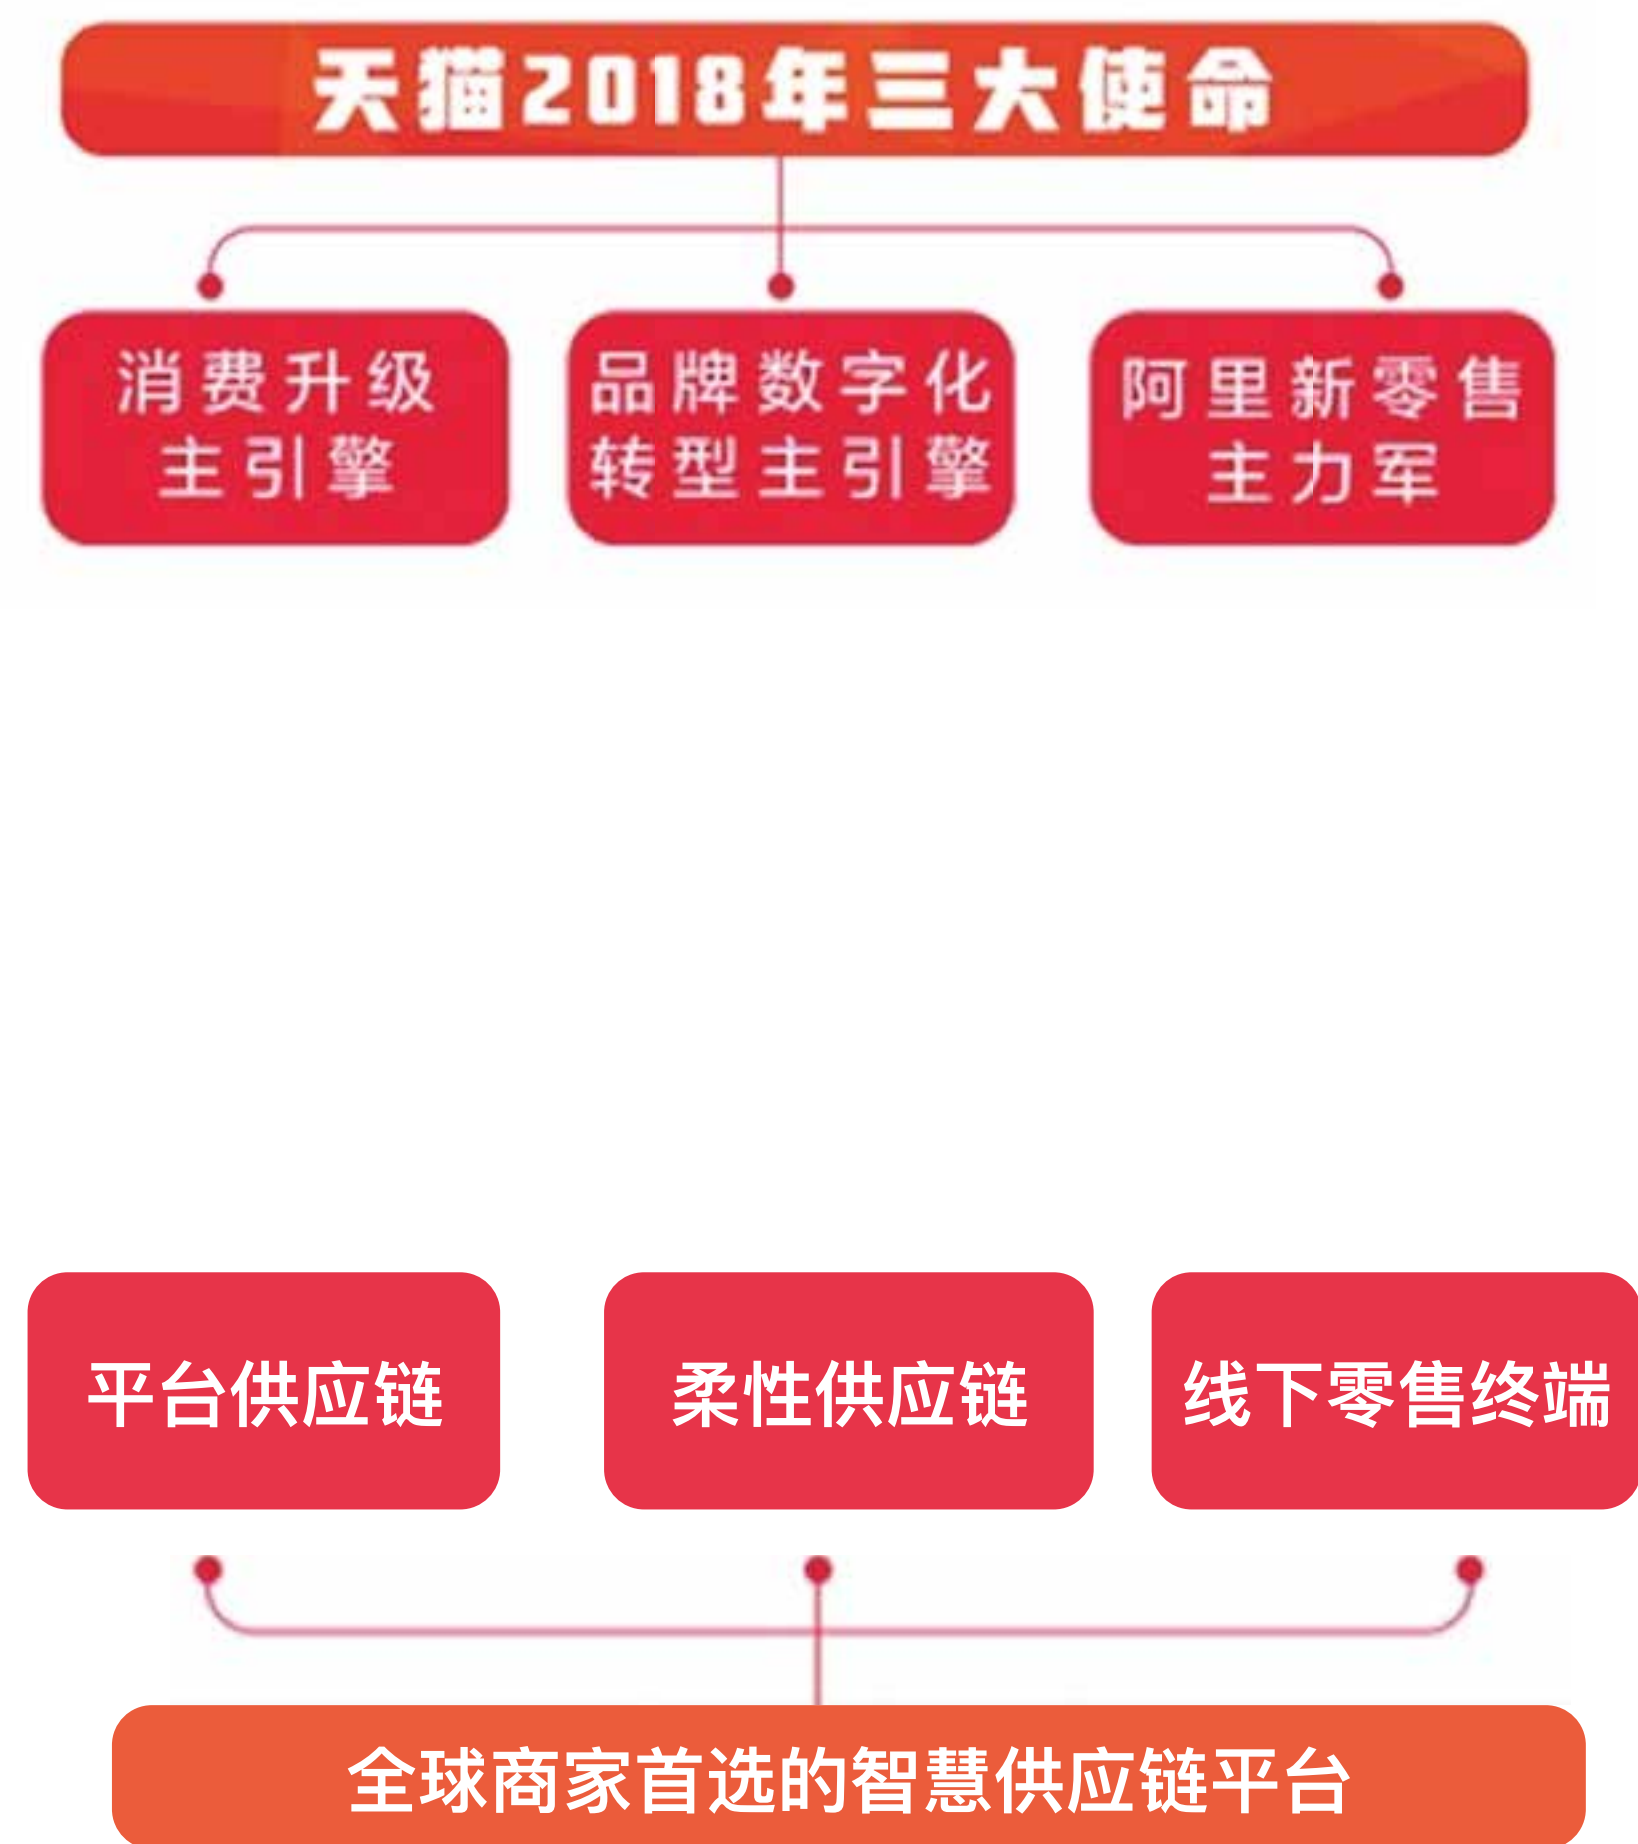 天猫2018年三大使命
消费升级
主引擎
品牌数字化
转型主引擎
阿里新零售
主力军
平台供应链
柔性供应链
线下零售终端
全球商家首选的智慧供应链平台